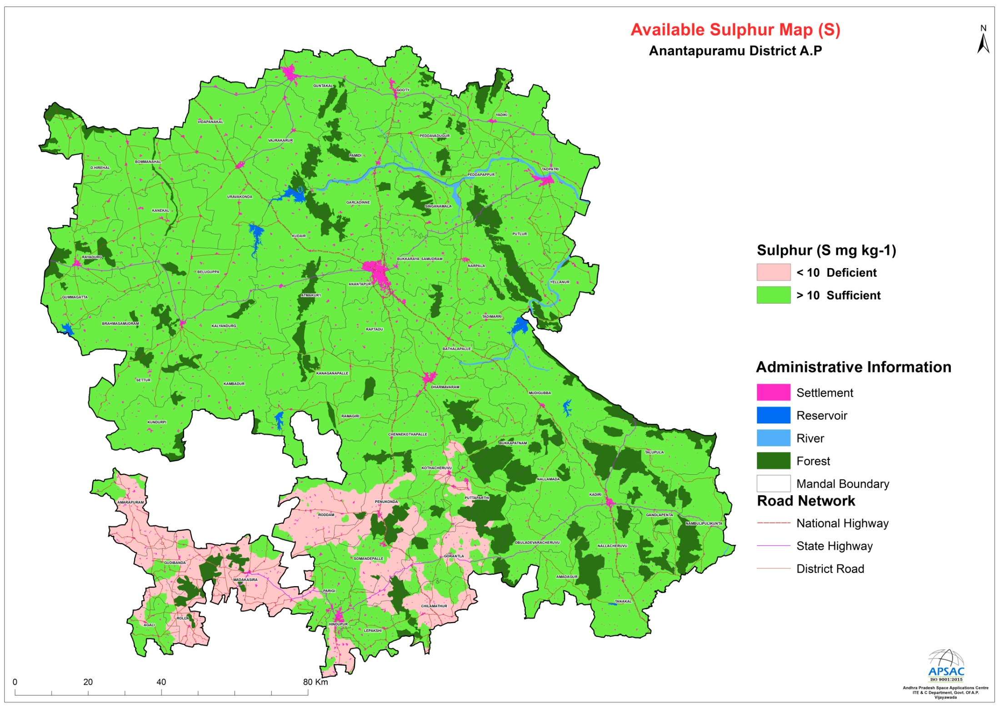 Available Sulphur Map (S)
Anantapuramu District A.P
N
GUNTAKAL
GOOTY
YADIKI
VIDAPANAKAL
PEDDAVADUGUR
VAJRAKARUR
PAMIDI
BOMMANAHAL
D.HIREHAL
TADPATRI
PEDDAPAPPUR
URAVAKONDA
GARLADINNE
SINGANAMALA
KANEKAL
KUDAIR
PUTLUR
RAYADURG
BUKKARAYA SAMUDRAM
NARPALA
BELUGUPPA
YELLANUR
ANANTAPUR
ATMAKUR1
GUMMAGATTA
TADIMARRI
BRAHMASAMUDRAM
KALYANDURG
RAPTADU
BATHALAPALLE
KANAGANAPALLE
SETTUR
KAMBADUR
DHARMAVARAM
MUDIGUBBA
RAMAGIRI
KUNDURPI
CHENNEKOTHAPALLE
BUKKAPATNAM
TALUPULA
KOTHACHERUVU
NALLAMADA
KADIRI
PUTTAPARTHI
AMARAPURAM
PENUKONDA
RODDAM
GANDLAPENTA
NAMBULIPULIKUNTA
OBULADEVARACHERUVU
NALLACHERUVU
SOMANDEPALLE
GORANTLA
GUDIBANDA
AMADAGUR
MADAKASIRA
PARIGI
TANAKAL
CHILAMATHUR
ROLLA
AGALI
HINDUPUR
LEPAKSHI
Sulphur (S mg kg-1)
< 10 Deficient
> 10 Sufficient
Administrative Information
Settlement
Reservoir
River
Forest
Mandal Boundary
Road Network
National Highway
State Highway
District Road
0 20 40 80 Km
APSAC
ISO 9001:2015
Andhra Pradesh Space Applications Centre
ITE & C Department, Govt. Of A.P.
Vijayawada